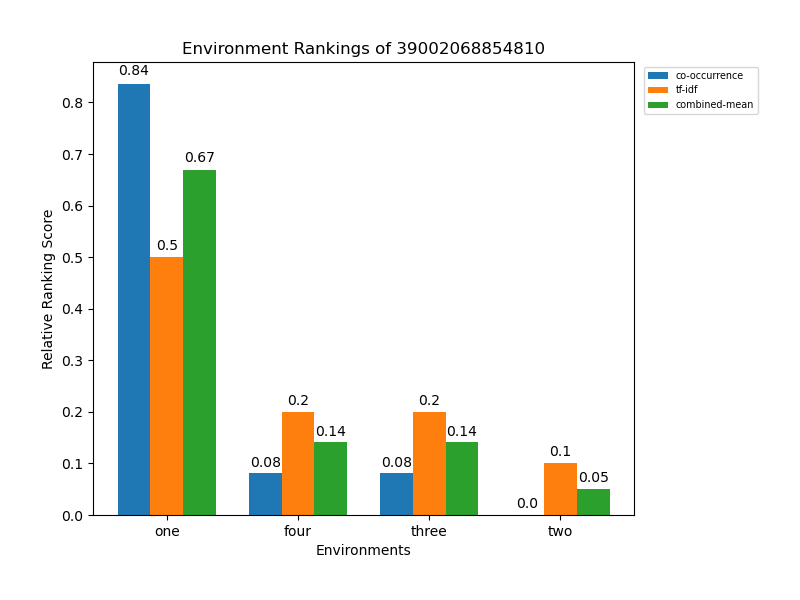 Environment Rankings of 39002068854810
co-occurrence
tf-idf
combined-mean
Relative Ranking Score
0.8
0.7
0.6
0.5
0.4
0.3
0.2
0.1
0.0
0.84
0.5
0.67
0.08
0.2
0.14
0.08
0.2
0.14
0.0
0.1
0.05
one
four
three
two
Environments